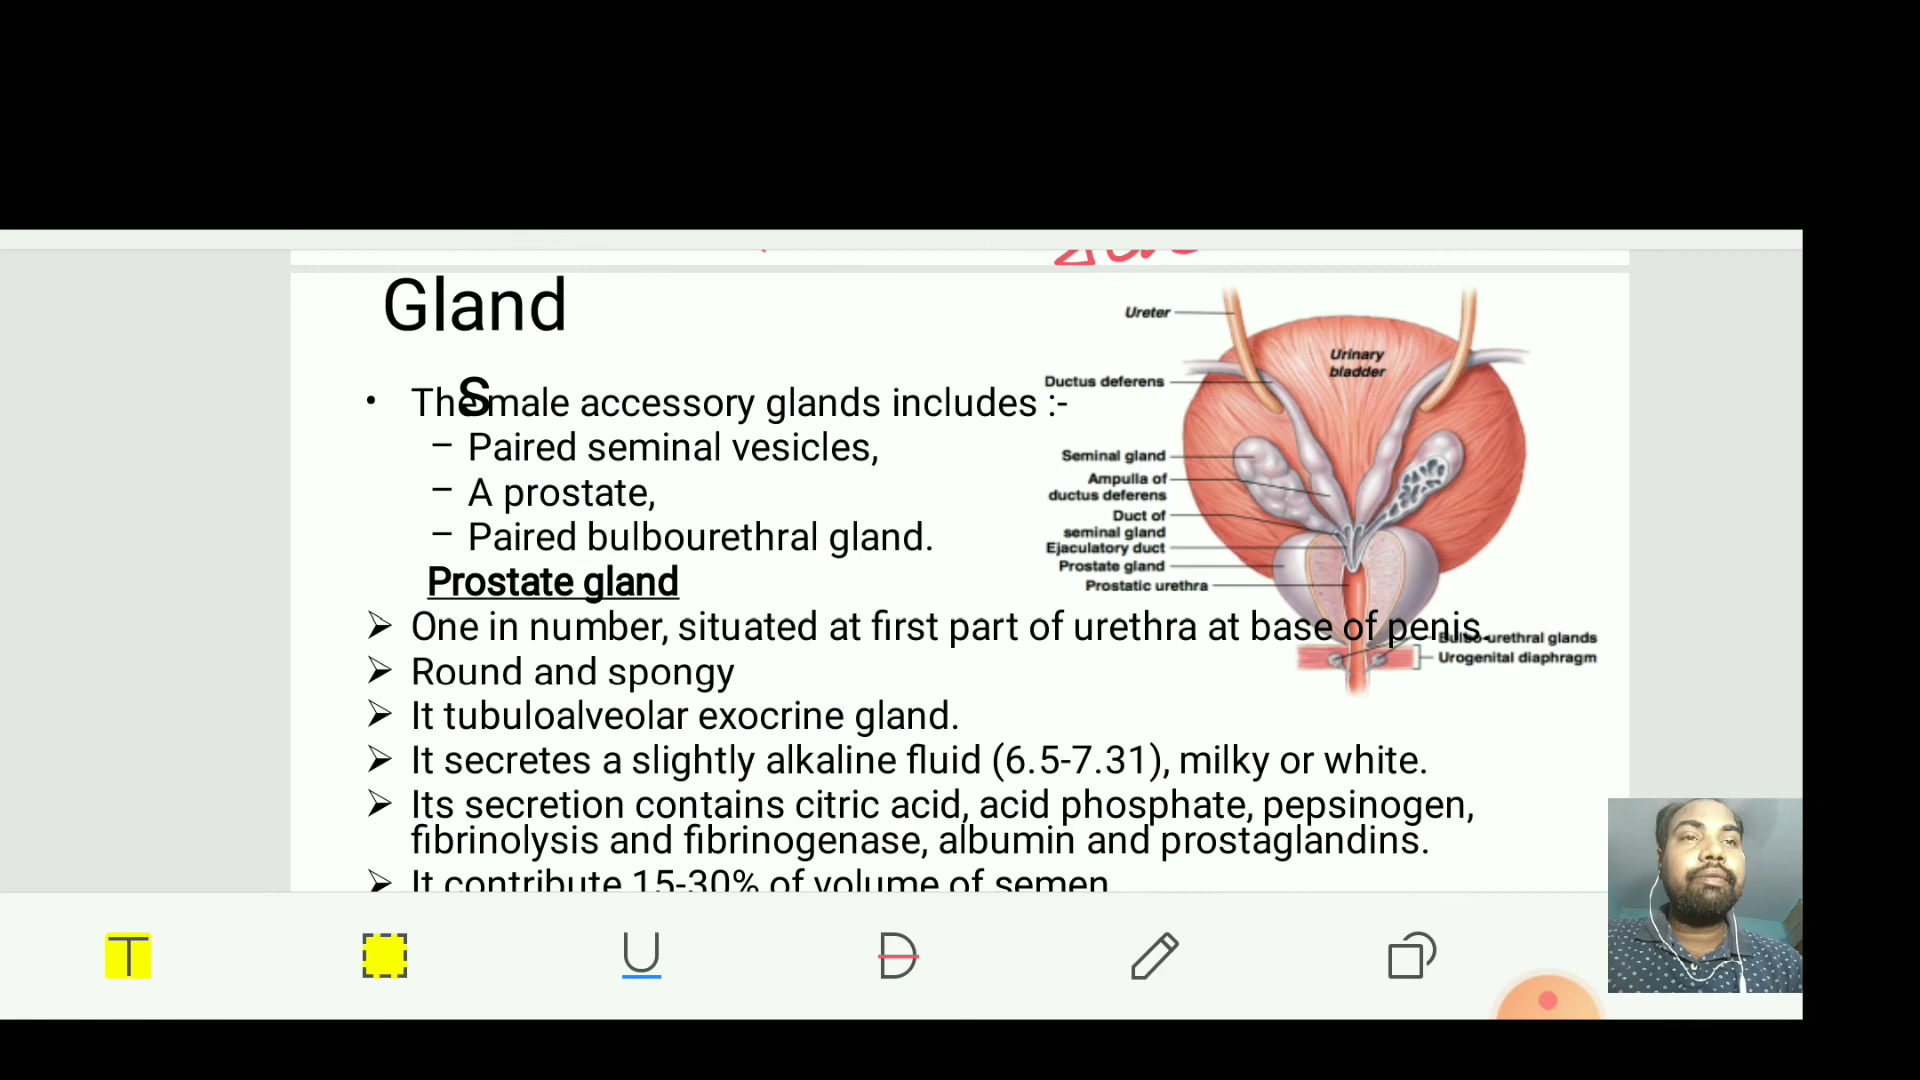 Gland
s
• The male accessory glands includes :-
– Paired seminal vesicles,
– A prostate,
– Paired bulbourethral gland.
Prostate gland
➢ One in number, situated at first part of urethra at base of penis.
➢ Round and spongy
➢ It tubuloalveolar exocrine gland.
➢ It secretes a slightly alkaline fluid (6.5-7.31), milky or white.
➢ Its secretion contains citric acid, acid phosphate, pepsinogen,
fibrinolysis and fibrinogenase, albumin and prostaglandins.
➢ It contribute 15-30% of volume of semen
Ureter
Urinary
bladder
Ductus deferens
Seminal gland
Ampulla of
ductus deferens
Duct of
seminal gland
Ejaculatory duct
Prostate gland
Prostatic urethra
Bulbo-urethral glands
Urogenital diaphragm
T
U
D